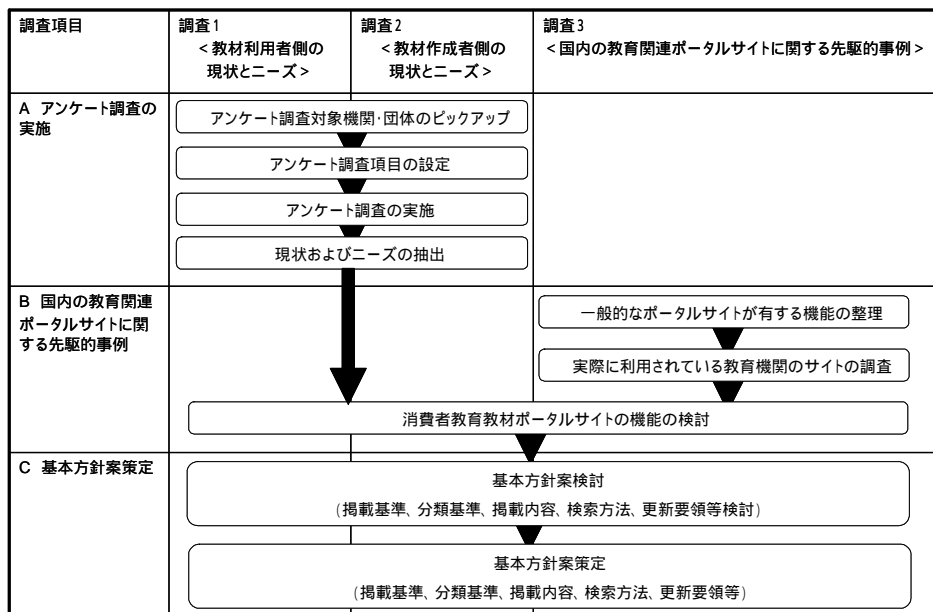 調査項目
調査1
＜教材利用者側の
現状とニーズ＞
調査2
＜教材作成者側の
現状とニーズ＞
調査3
＜国内の教育関連ポータルサイトに関する先駆的事例＞
A アンケート調査の
実施
アンケート調査対象機関・団体のピックアップ
アンケート調査項目の設定
アンケート調査の実施
現状およびニーズの抽出
B 国内の教育関連
ポータルサイトに関
する先駆的事例
一般的なポータルサイトが有する機能の整理
実際に利用されている教育機関のサイトの調査
消費者教育教材ポータルサイトの機能の検討
C 基本方針案策定
基本方針案検討
(掲載基準、分類基準、掲載内容、検索方法、更新要領等検討)
基本方針案策定
(掲載基準、分類基準、掲載内容、検索方法、更新要領等)